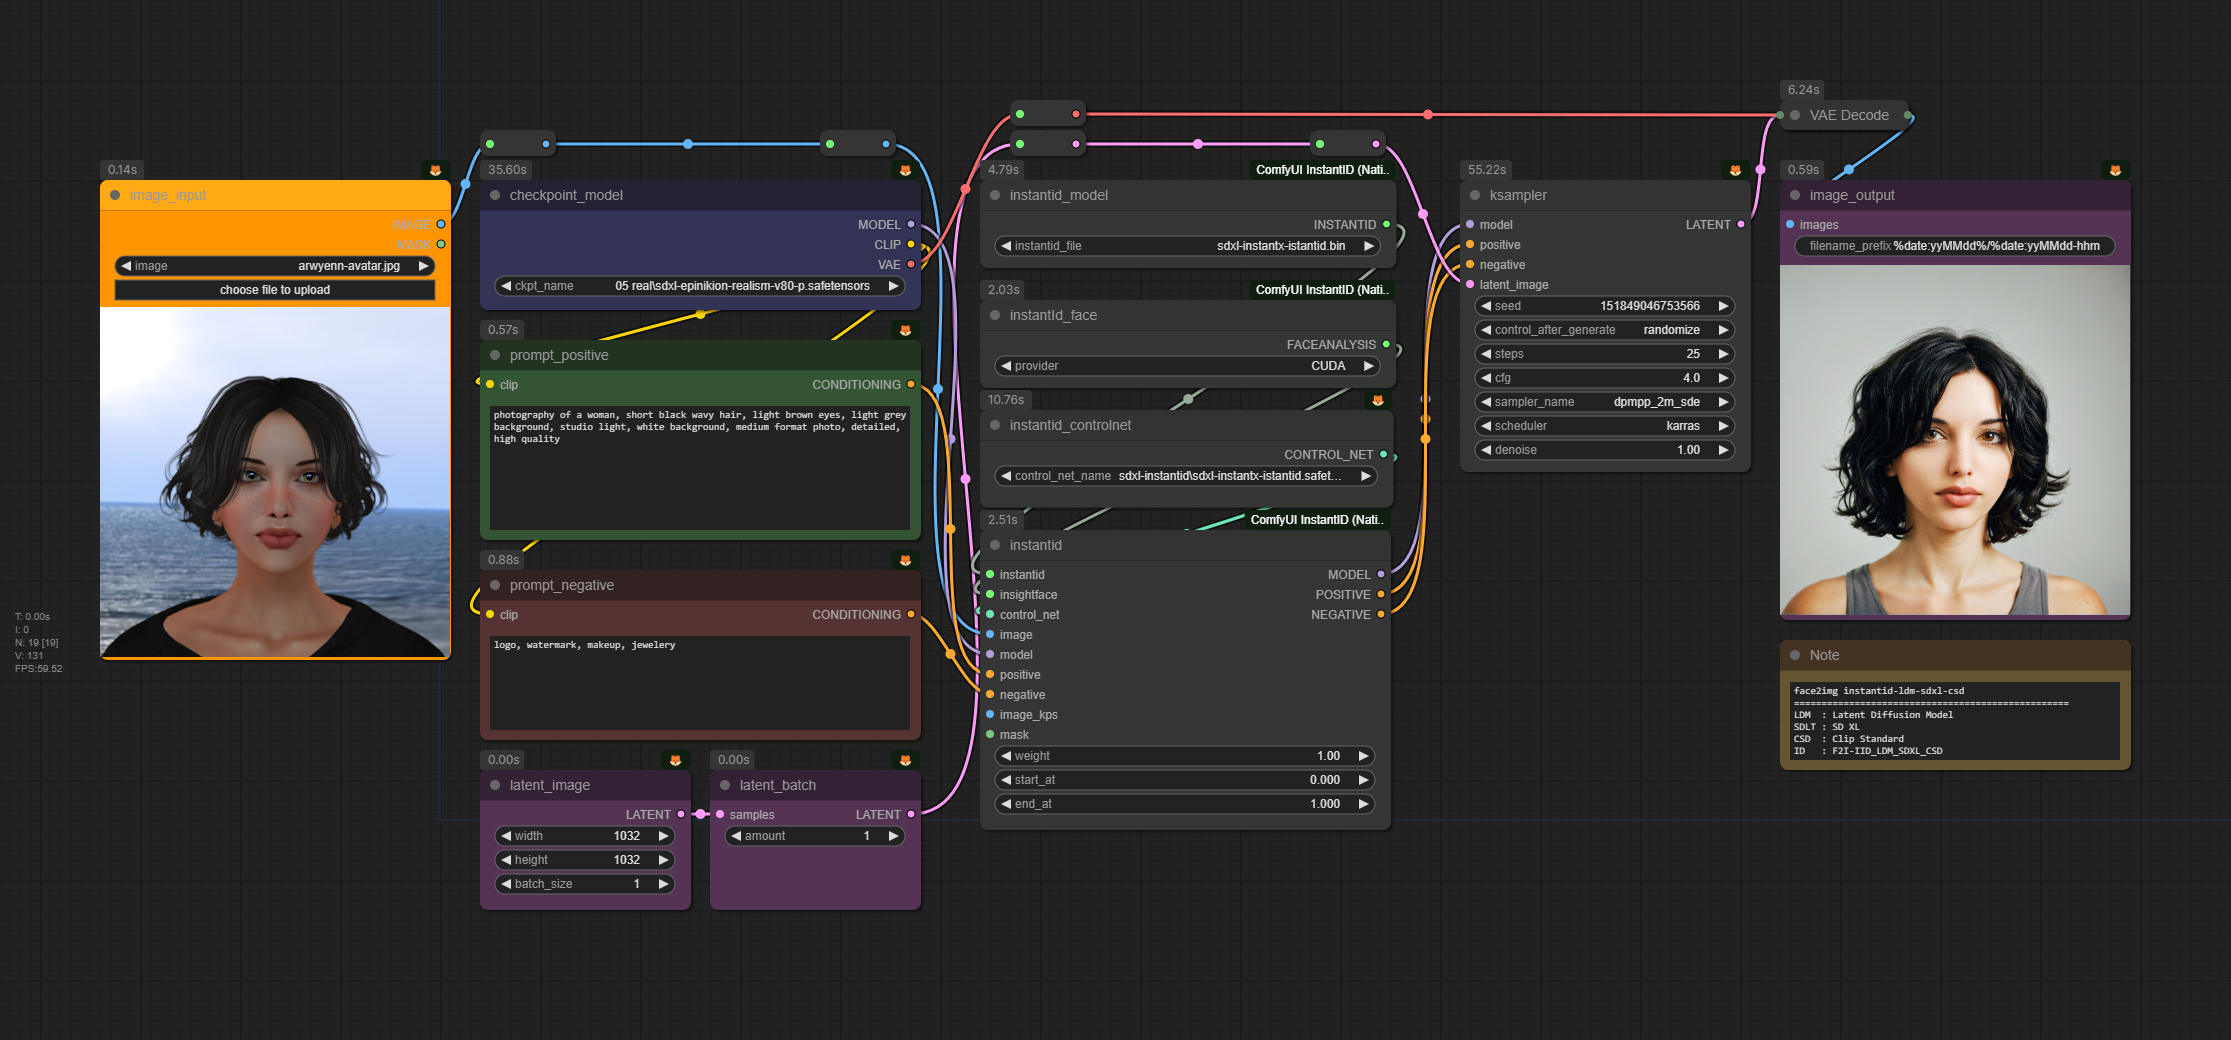 0.14s
image_input
IMAGE
MASK
image arwyenn-avatar.jpg
choose file to upload
T: 0.00s
I: 0
N: 19 [19]
V: 131
FPS:59.52
35.60s
checkpoint_model
MODEL
CLIP
VAE
ckpt_name 05 real\sdxl-epinikion-realism-v80-p.safetensors
0.57s
prompt_positive
clip CONDITIONING
photography of a woman, short black wavy hair, light brown eyes, light grey
background, studio light, white background, medium format photo, detailed,
high quality
0.88s
prompt_negative
clip CONDITIONING
logo, watermark, makeup, jewelery
0.00s
latent_image
LATENT
width 1032
height 1032
batch_size 1
0.00s
latent_batch
samples LATENT
amount 1
4.79s ComfyUI InstantID (Nati..
instantid_model
INSTANTID
instantid_file sdxl-instantx-istantid.bin
2.03s ComfyUI InstantID (Nati..
instantId_face
FACEANALYSIS
provider CUDA
10.76s
instantid_controlnet
CONTROL_NET
control_net_name sdxl-instantid\sdxl-instantx-istantid.safet...
2.51s ComfyUI InstantID (Nati..
instantid
instantid MODEL
insightface POSITIVE
control_net NEGATIVE
image
model
positive
negative
image_kps
mask
weight 1.00
start_at 0.000
end_at 1.000
55.22s
ksampler
model LATENT
positive
negative
latent_image
seed 151849046753566
control_after_generate randomize
steps 25
cfg 4.0
sampler_name dpmpp_2m_sde
scheduler karras
denoise 1.00
6.24s
VAE Decode
0.59s
image_output
images
filename_prefix %date:yyMMdd%/%date:yyMMdd-hhm
Note
face2img instantid-ldm-sdxl-csd
==================================================
LDM : Latent Diffusion Model
SDLT : SD XL
CSD : Clip Standard
ID : F2I-IID_LDM_SDXL_CSD